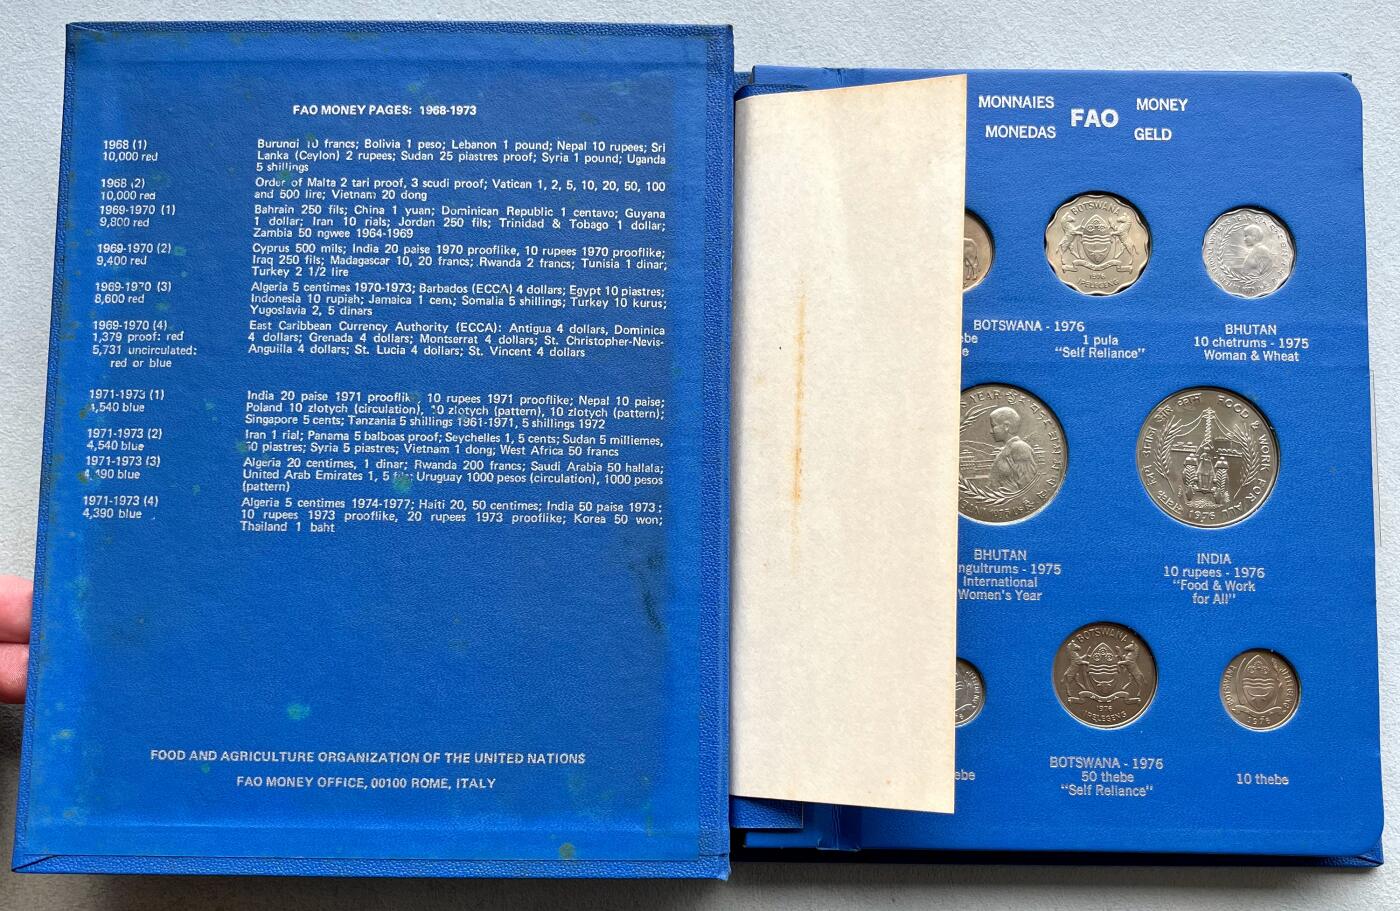 FAO MONEY PAGES: 1968-1973
1968 (1)
10,000 red
Burundi 10 francs; Bolivia 1 peso; Lebanon 1 pound; Nepal 10 rupees; Sri
Lanka (Ceylon) 2 rupees; Sudan 25 piastres proof; Syria 1 pound; Uganda
5 shillings
1968 (2)
10,000 red
Order of Malta 2 tari proof, 3 scudi proof; Vatican 1, 2, 5, 10, 20, 50, 100
and 500 lire; Vietnam 20 dong
1969-1970 (1)
9,800 red
Bahrain 250 fils; China 1 yuan; Dominican Republic 1 centavo; Guyana
1 dollar; Iran 10 rials; Jordan 250 fils; Trinidad & Tobago 1 dollar;
Zambia 50 ngwee 1964-1969
1969-1970 (2)
9,400 red
Cyprus 500 mils; India 20 paise 1970 prooflike, 10 rupees 1970 prooflike;
Iraq 250 fils; Madagascar 10, 20 francs; Rwanda 2 francs; Tunisia 1 dinar;
Turkey 2 1/2 lire
1969-1970 (3)
8,600 red
Algeria 5 centimes 1970-1973; Barbados (ECCA) 4 dollars; Egypt 10 piastres;
Indonesia 10 rupiah; Jamaica 1 cent; Somalia 5 shillings; Turkey 10 kurus;
Yugoslavia 2, 5 dinars
1969-1970 (4)
1,379 proof: red
5,731 uncirculated:
red or blue
East Caribbean Currency Authority (ECCA): Antigua 4 dollars, Dominica
4 dollars; Grenada 4 dollars; Montserrat 4 dollars; St. Christopher-Nevis-
Anguilla 4 dollars; St. Lucia 4 dollars; St. Vincent 4 dollars
1971-1973 (1)
4,540 blue
India 20 paise 1971 prooflike, 10 rupees 1971 prooflike; Nepal 10 paise;
Poland 10 zlotych (circulation), 10 zlotych (pattern), 10 zlotych (pattern);
Singapore 5 cents; Tanzania 5 shillings 1961-1971, 5 shillings 1972
1971-1973 (2)
4,540 blue
Iran 1 rial; Panama 5 balboas proof; Seychelles 1, 5 cents; Sudan 5 milliemes,
50 piastres; Syria 5 piastres; Vietnam 1 dong; West Africa 50 francs
1971-1973 (3)
4,390 blue
Algeria 20 centimes, 1 dinar; Rwanda 200 francs; Saudi Arabia 50 hallala;
United Arab Emirates 1, 5 fils; Uruguay 1000 pesos (circulation), 1000 pesos
(pattern)
1971-1973 (4)
4,390 blue
Algeria 5 centimes 1974-1977; Haiti 20, 50 centimes; India 50 paise 1973;
10 rupees 1973 prooflike, 20 rupees 1973 prooflike; Korea 50 won;
Thailand 1 baht
FOOD AND AGRICULTURE ORGANIZATION OF THE UNITED NATIONS
FAO MONEY OFFICE, 00100 ROME, ITALY
MONNAIES FAO MONEY
MONEDAS GELD
BOTSWANA
1976
IPELEGENG
BOTSWANA - 1976
1 pula
"Self Reliance"
BHUTAN
10 chetrums - 1975
Woman & Wheat
FOOD & WORK FOR ALL
1976
BHUTAN
ngultrums - 1975
International
Women's Year
INDIA
10 rupees - 1976
"Food & Work
for All"
BOTSWANA
1976
IPELEGENG
BOTSWANA
1976
BOTSWANA - 1976
50 thebe
"Self Reliance"
10 thebe